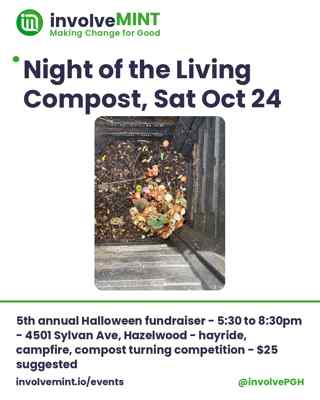 involveMINT
Making Change for Good
Night of the Living
Compost, Sat Oct 24
5th annual Halloween fundraiser - 5:30 to 8:30pm
- 4501 Sylvan Ave, Hazelwood - hayride,
campfire, compost turning competition - $25
suggested
involvemint.io/events
@involvePGH